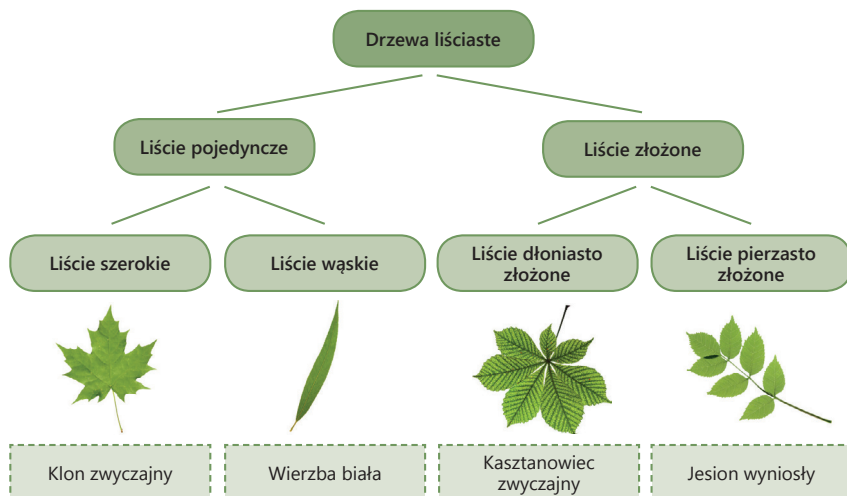 Drzewa liściaste
Liście pojedyncze
Liście złożone
Liście szerokie
Liście wąskie
Liście dłoniasto
złożone
Liście pierzasto
złożone
Klon zwyczajny
Wierzba biała
Kasztanowiec
zwyczajny
Jesion wyniosły